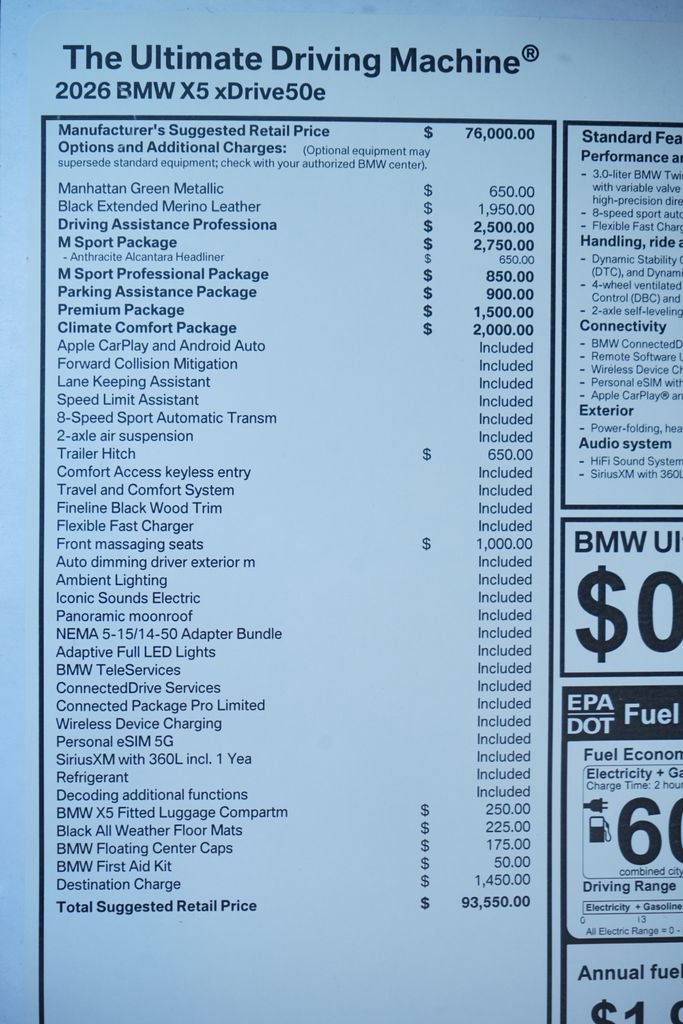 The Ultimate Driving Machine®
2026 BMW X5 xDrive50e
Manufacturer's Suggested Retail Price $ 76,000.00
Options and Additional Charges: (Optional equipment may
supersede standard equipment; check with your authorized BMW center).
Manhattan Green Metallic $ 650.00
Black Extended Merino Leather $ 1,950.00
Driving Assistance Professiona $ 2,500.00
M Sport Package $ 2,750.00
- Anthracite Alcantara Headliner $ 650.00
M Sport Professional Package $ 850.00
Parking Assistance Package $ 900.00
Premium Package $ 1,500.00
Climate Comfort Package $ 2,000.00
Apple CarPlay and Android Auto Included
Forward Collision Mitigation Included
Lane Keeping Assistant Included
Speed Limit Assistant Included
8-Speed Sport Automatic Transm Included
2-axle air suspension Included
Trailer Hitch $ 650.00
Comfort Access keyless entry Included
Travel and Comfort System Included
Fineline Black Wood Trim Included
Flexible Fast Charger Included
Front massaging seats $ 1,000.00
Auto dimming driver exterior m Included
Ambient Lighting Included
Iconic Sounds Electric Included
Panoramic moonroof Included
NEMA 5-15/14-50 Adapter Bundle Included
Adaptive Full LED Lights Included
BMW TeleServices Included
ConnectedDrive Services Included
Connected Package Pro Limited Included
Wireless Device Charging Included
Personal eSIM 5G Included
SiriusXM with 360L incl. 1 Yea Included
Refrigerant Included
Decoding additional functions Included
BMW X5 Fitted Luggage Compartm $ 250.00
Black All Weather Floor Mats $ 225.00
BMW Floating Center Caps $ 175.00
BMW First Aid Kit $ 50.00
Destination Charge $ 1,450.00
Total Suggested Retail Price $ 93,550.00
Standard Fea
Performance a
- 3.0-liter BMW Twi
with variable valve
high-precision dire
- 8-speed sport auto
- Flexible Fast Charg
Handling, ride a
- Dynamic Stability C
(DTC), and Dynami
- 4-wheel ventilated
Control (DBC) and
- 2-axle self-leveling
Connectivity
- BMW ConnectedD
- Remote Software U
- Wireless Device Ch
- Personal eSIM with
- Apple CarPlay® an
Exterior
- Power-folding, hea
Audio system
- HiFi Sound System
- SiriusXM with 360L
BMW Ul
$0
EPA
DOT Fuel
Fuel Econom
Electricity + Ga
Charge Time: 2 hour
60
combined city
Driving Range
Electricity + Gasoline
0 13
All Electric Range = 0 -
Annual fuel
$1,9